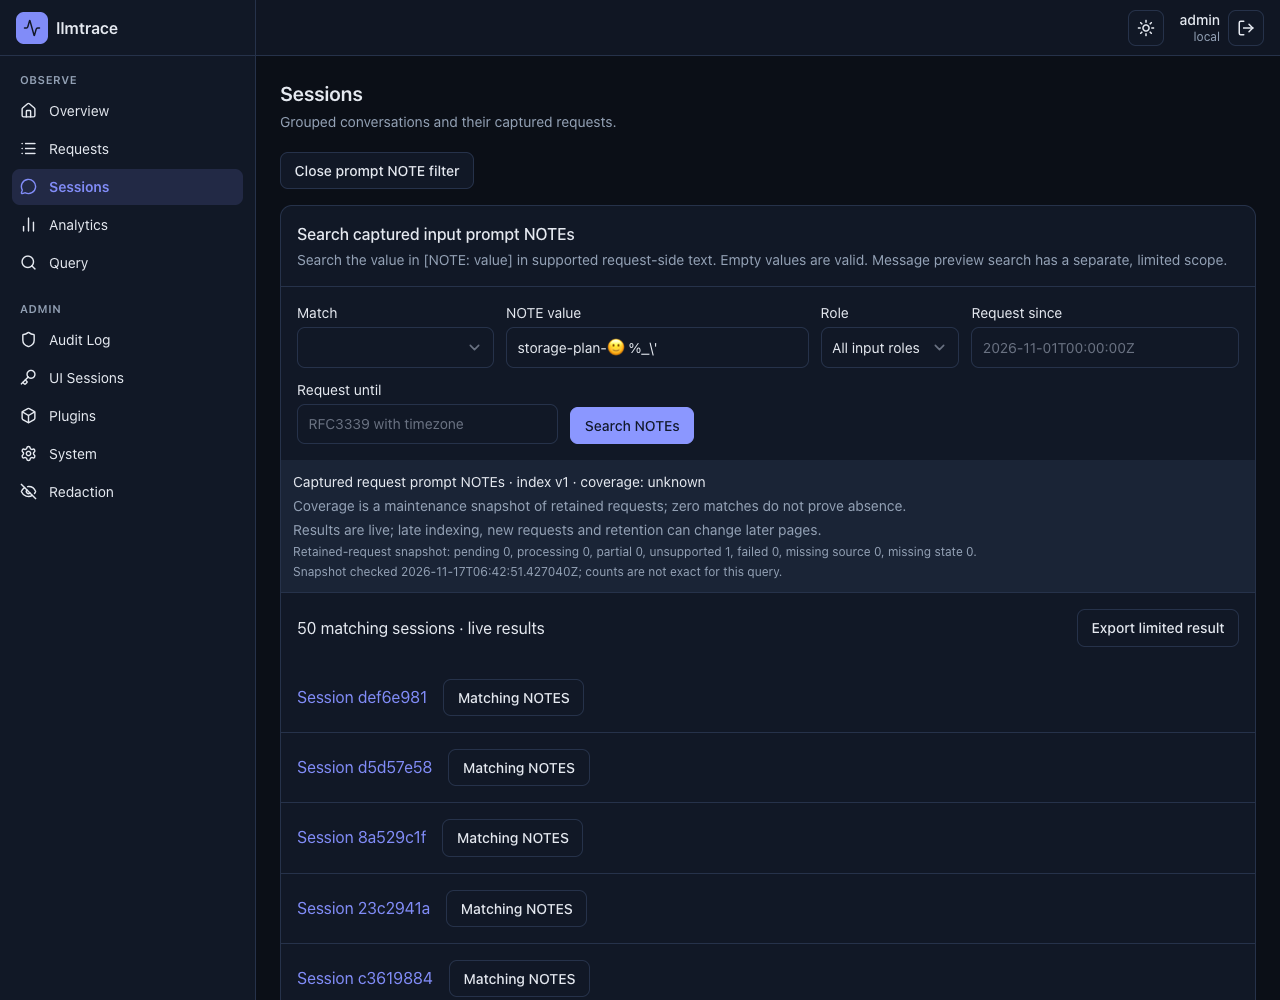 llmtrace
admin
local
OBSERVE
Overview
Requests
Sessions
Analytics
Query
ADMIN
Audit Log
UI Sessions
Plugins
System
Redaction
Sessions
Grouped conversations and their captured requests.
Close prompt NOTE filter
Search captured input prompt NOTEs
Search the value in [NOTE: value] in supported request-side text. Empty values are valid. Message preview search has a separate, limited scope.
Match
NOTE value
Role
Request since
storage-plan-🙂 %_\'
All input roles
2026-11-01T00:00:00Z
Request until
RFC3339 with timezone
Search NOTEs
Captured request prompt NOTEs · index v1 · coverage: unknown
Coverage is a maintenance snapshot of retained requests; zero matches do not prove absence.
Results are live; late indexing, new requests and retention can change later pages.
Retained-request snapshot: pending 0, processing 0, partial 0, unsupported 1, failed 0, missing source 0, missing state 0.
Snapshot checked 2026-11-17T06:42:51.427040Z; counts are not exact for this query.
50 matching sessions · live results
Export limited result
Session def6e981
Matching NOTES
Session d5d57e58
Matching NOTES
Session 8a529c1f
Matching NOTES
Session 23c2941a
Matching NOTES
Session c3619884
Matching NOTES